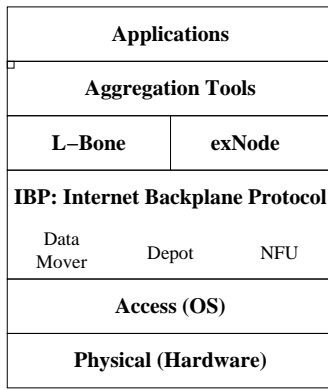 Applications
Aggregation Tools
L−Bone
exNode
IBP: Internet Backplane Protocol
Data
Mover
Depot
NFU
Access (OS)
Physical (Hardware)